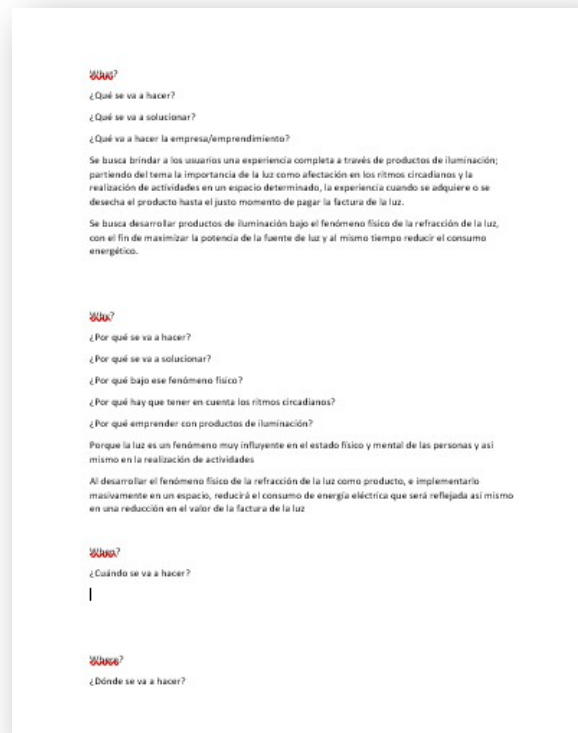 What?
¿Qué se va a hacer?
¿Qué se va a solucionar?
¿Qué va a hacer la empresa/emprendimiento?
Se busca brindar a los usuarios una experiencia completa a través de productos de iluminación;
partiendo del tema la importancia de la luz como afectación en los ritmos circadianos y la
realización de actividades en un espacio determinado, la experiencia cuando se adquiere o se
desecha el producto hasta el justo momento de pagar la factura de la luz.
Se busca desarrollar productos de iluminación bajo el fenómeno físico de la refracción de la luz,
con el fin de maximizar la potencia de la fuente de luz y al mismo tiempo reducir el consumo
energético.
Why?
¿Por qué se va a hacer?
¿Por qué se va a solucionar?
¿Por qué bajo ese fenómeno físico?
¿Por qué hay que tener en cuenta los ritmos circadianos?
¿Por qué emprender con productos de iluminación?
Porque la luz es un fenómeno muy influyente en el estado físico y mental de las personas y así
mismo en la realización de actividades
Al desarrollar el fenómeno físico de la refracción de la luz como producto, e implementarlo
masivamente en un espacio, reducirá el consumo de energía eléctrica que será reflejada así mismo
en una reducción en el valor de la factura de la luz
When?
¿Cuándo se va a hacer?
Where?
¿Dónde se va a hacer?